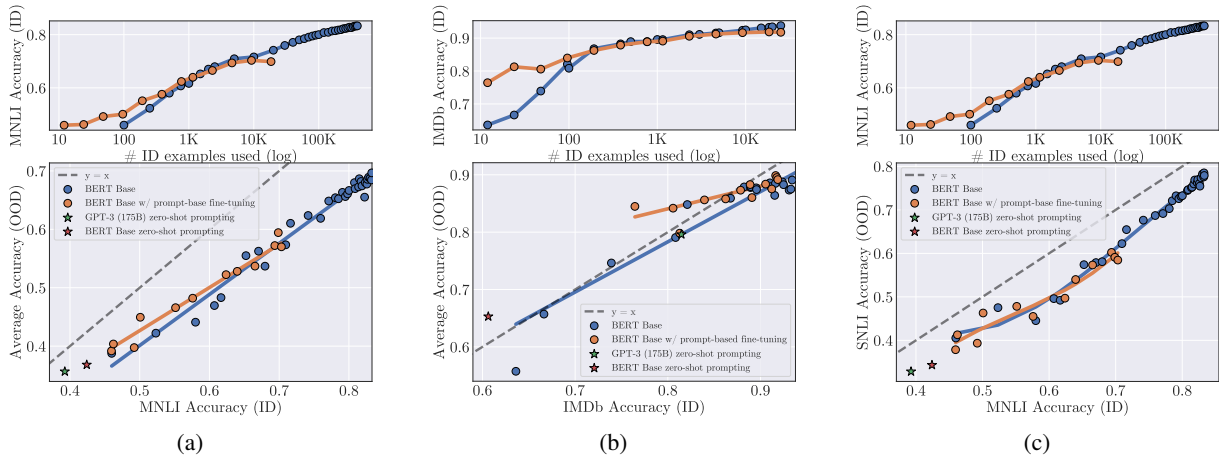 MNLI Accuracy (ID)
0.8
0.6
10 100 1K 10K 100K
# ID examples used (log)
Average Accuracy (OOD)
0.7
0.6
0.5
0.4
y = x
BERT Base
BERT Base w/ prompt-base fine-tuning
GPT-3 (175B) zero-shot prompting
BERT Base zero-shot prompting
0.4 0.5 0.6 0.7 0.8
MNLI Accuracy (ID)
(a)
IMDb Accuracy (ID)
0.9
0.8
0.7
10 100 1K 10K
# ID examples used (log)
Average Accuracy (OOD)
0.9
0.8
0.7
0.6
y = x
BERT Base
BERT Base w/ prompt-based fine-tuning
GPT-3 (175B) zero-shot prompting
BERT Base zero-shot prompting
0.6 0.7 0.8 0.9
IMDb Accuracy (ID)
(b)
MNLI Accuracy (ID)
0.8
0.6
10 100 1K 10K 100K
# ID examples used (log)
SNLI Accuracy (OOD)
0.8
0.7
0.6
0.5
0.4
y = x
BERT Base
BERT Base w/ prompt-base fine-tuning
GPT-3 (175B) zero-shot prompting
BERT Base zero-shot prompting
0.4 0.5 0.6 0.7 0.8
MNLI Accuracy (ID)
(c)